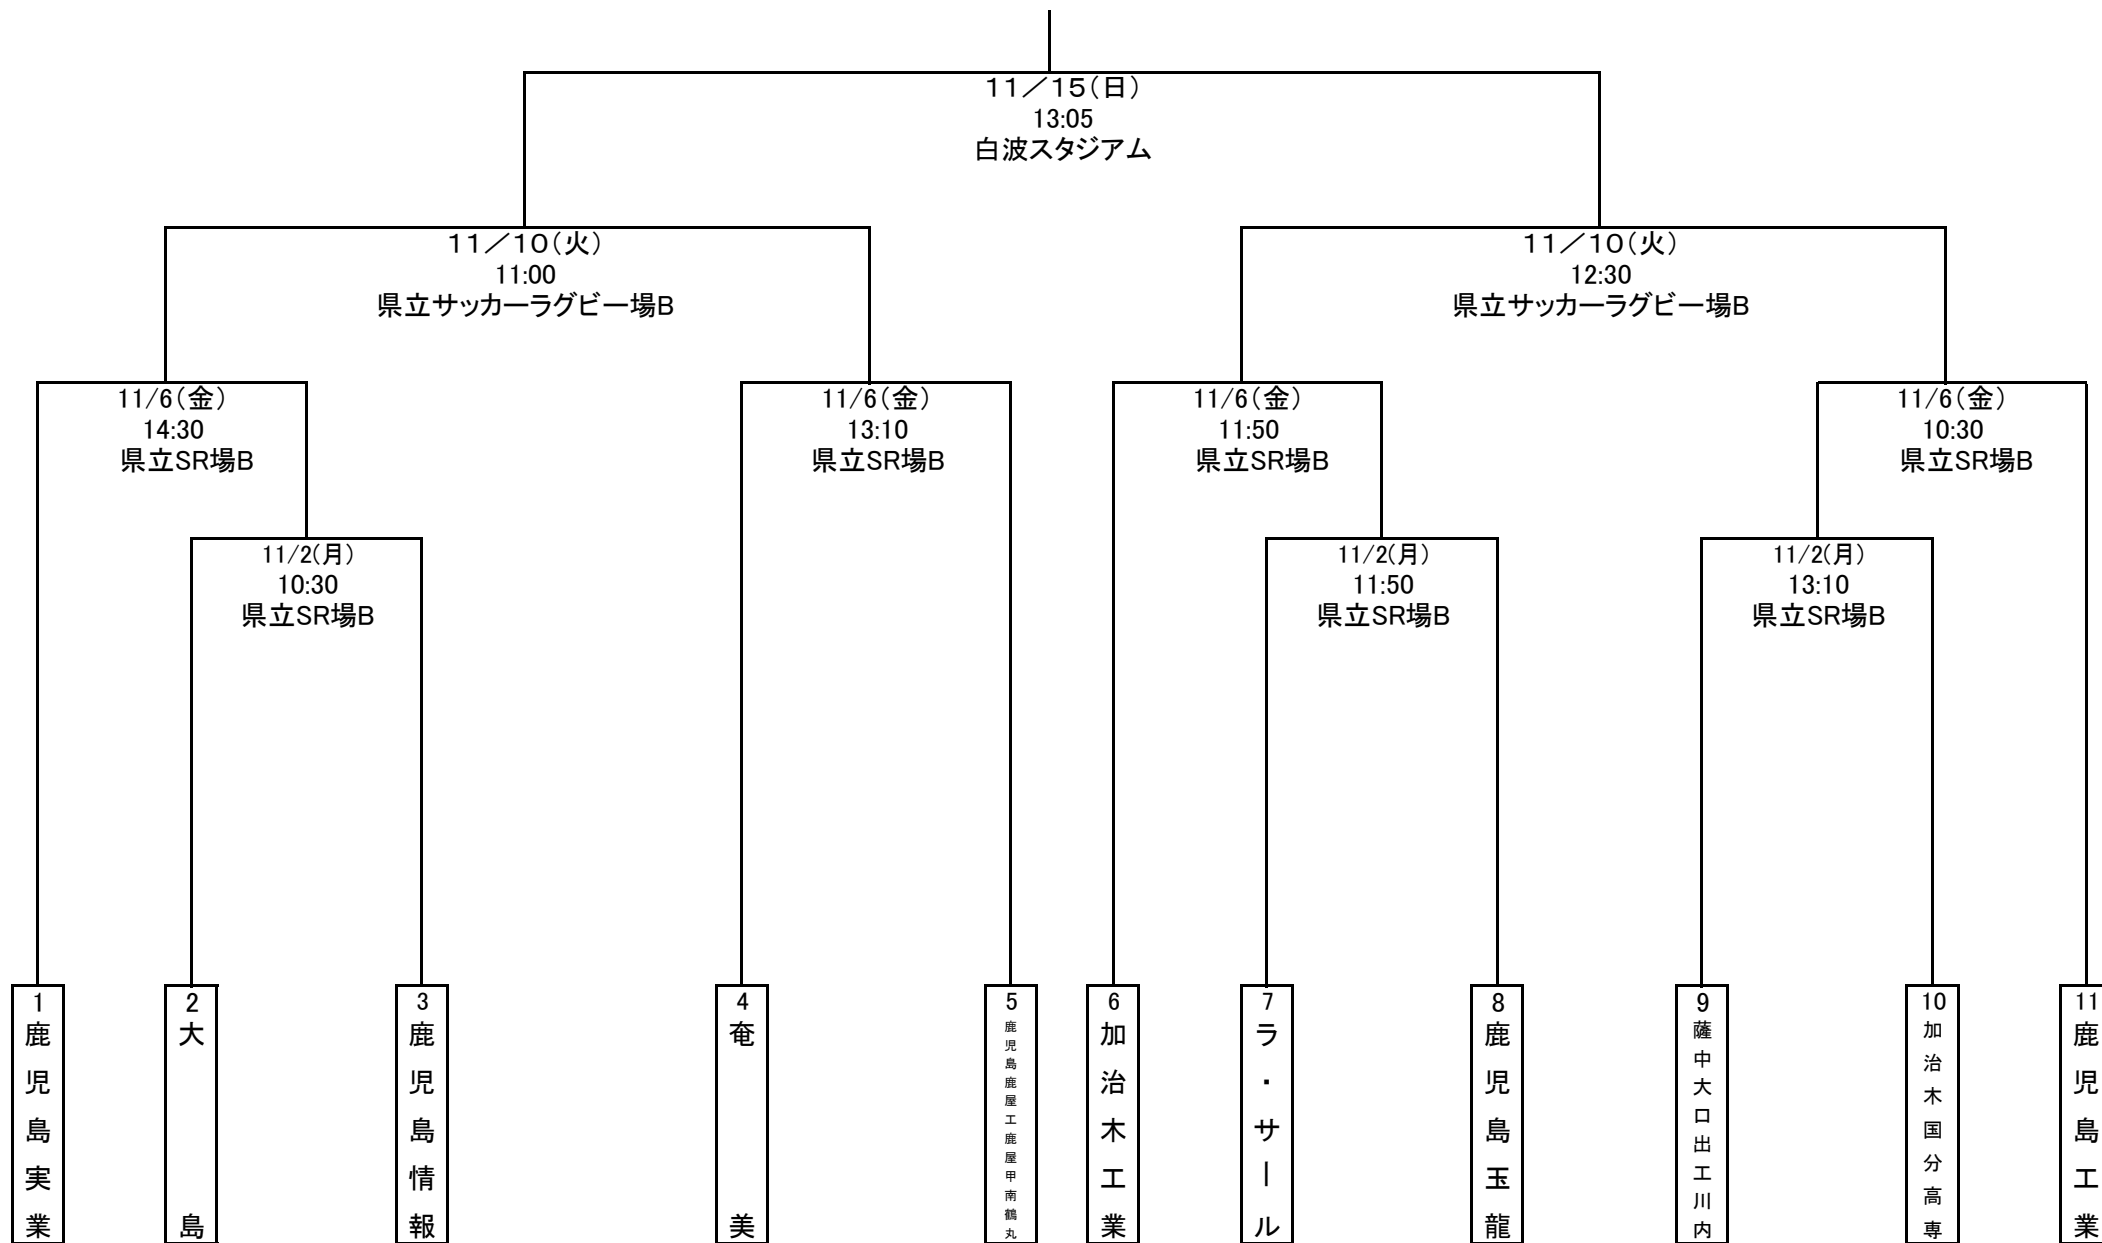 11／15(日)
13:05
白波スタジアム
11／10(火)
11:00
県立サッカーラグビー場B
11／10(火)
12:30
県立サッカーラグビー場B
11/6(金)
14:30
県立SR場B
11/6(金)
13:10
県立SR場B
11/6(金)
11:50
県立SR場B
11/6(金)
10:30
県立SR場B
11/2(月)
10:30
県立SR場B
11/2(月)
11:50
県立SR場B
11/2(月)
13:10
県立SR場B
1
鹿児島実業
2
大島
3
鹿児島情報
4
奄美
5
鹿児島鹿屋工鹿屋甲南鶴丸
6
加治木工業
7
ラ・サール
8
鹿児島玉龍
9
薩中大口出工川内
10
加治木国分高専
11
鹿児島工業